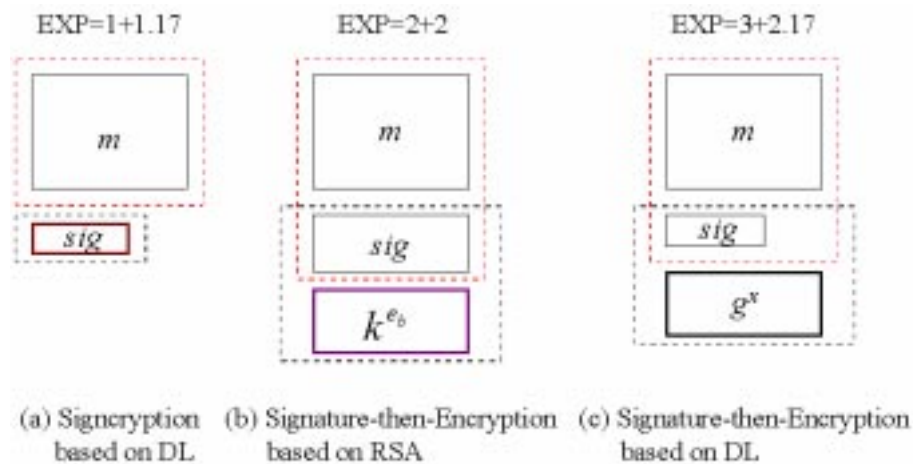 EXP=1+1.17
EXP=2+2
EXP=3+2.17
m
m
m
sig
sig
sig
k^{e_b}
g^x
(a) Signcryption
based on DL
(b) Signature-then-Encryption
based on RSA
(c) Signature-then-Encryption
based on DL